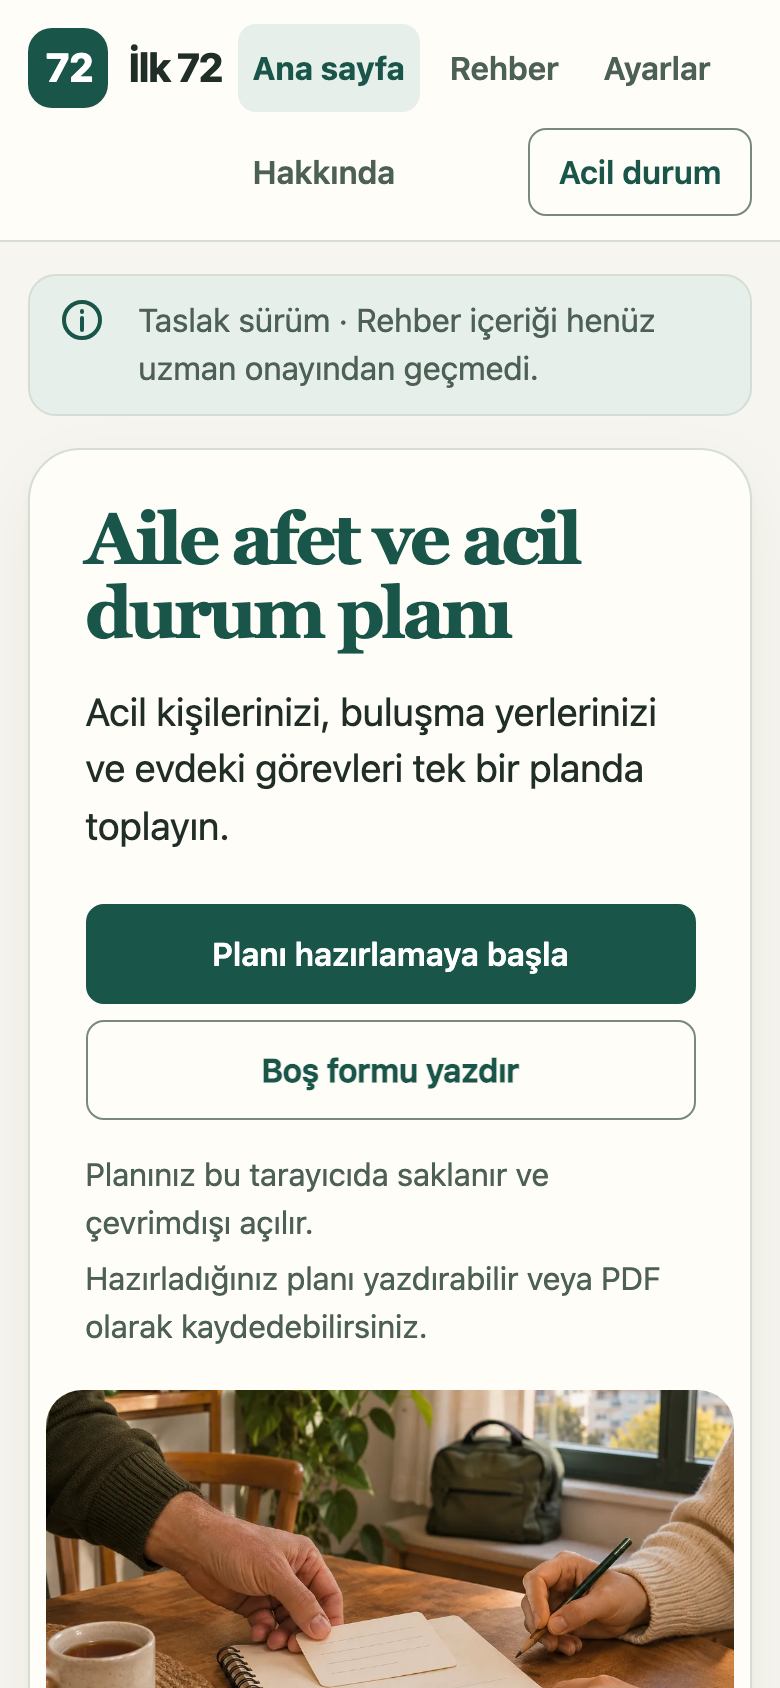 72 İlk 72 Ana sayfa Rehber Ayarlar
Hakkında Acil durum
Taslak sürüm · Rehber içeriği henüz
uzman onayından geçmedi.
Aile afet ve acil
durum planı
Acil kişilerinizi, buluşma yerlerinizi
ve evdeki görevleri tek bir planda
toplayın.
Planı hazırlamaya başla
Boş formu yazdır
Planınız bu tarayıcıda saklanır ve
çevrimdışı açılır.
Hazırladığınız planı yazdırabilir veya PDF
olarak kaydedebilirsiniz.